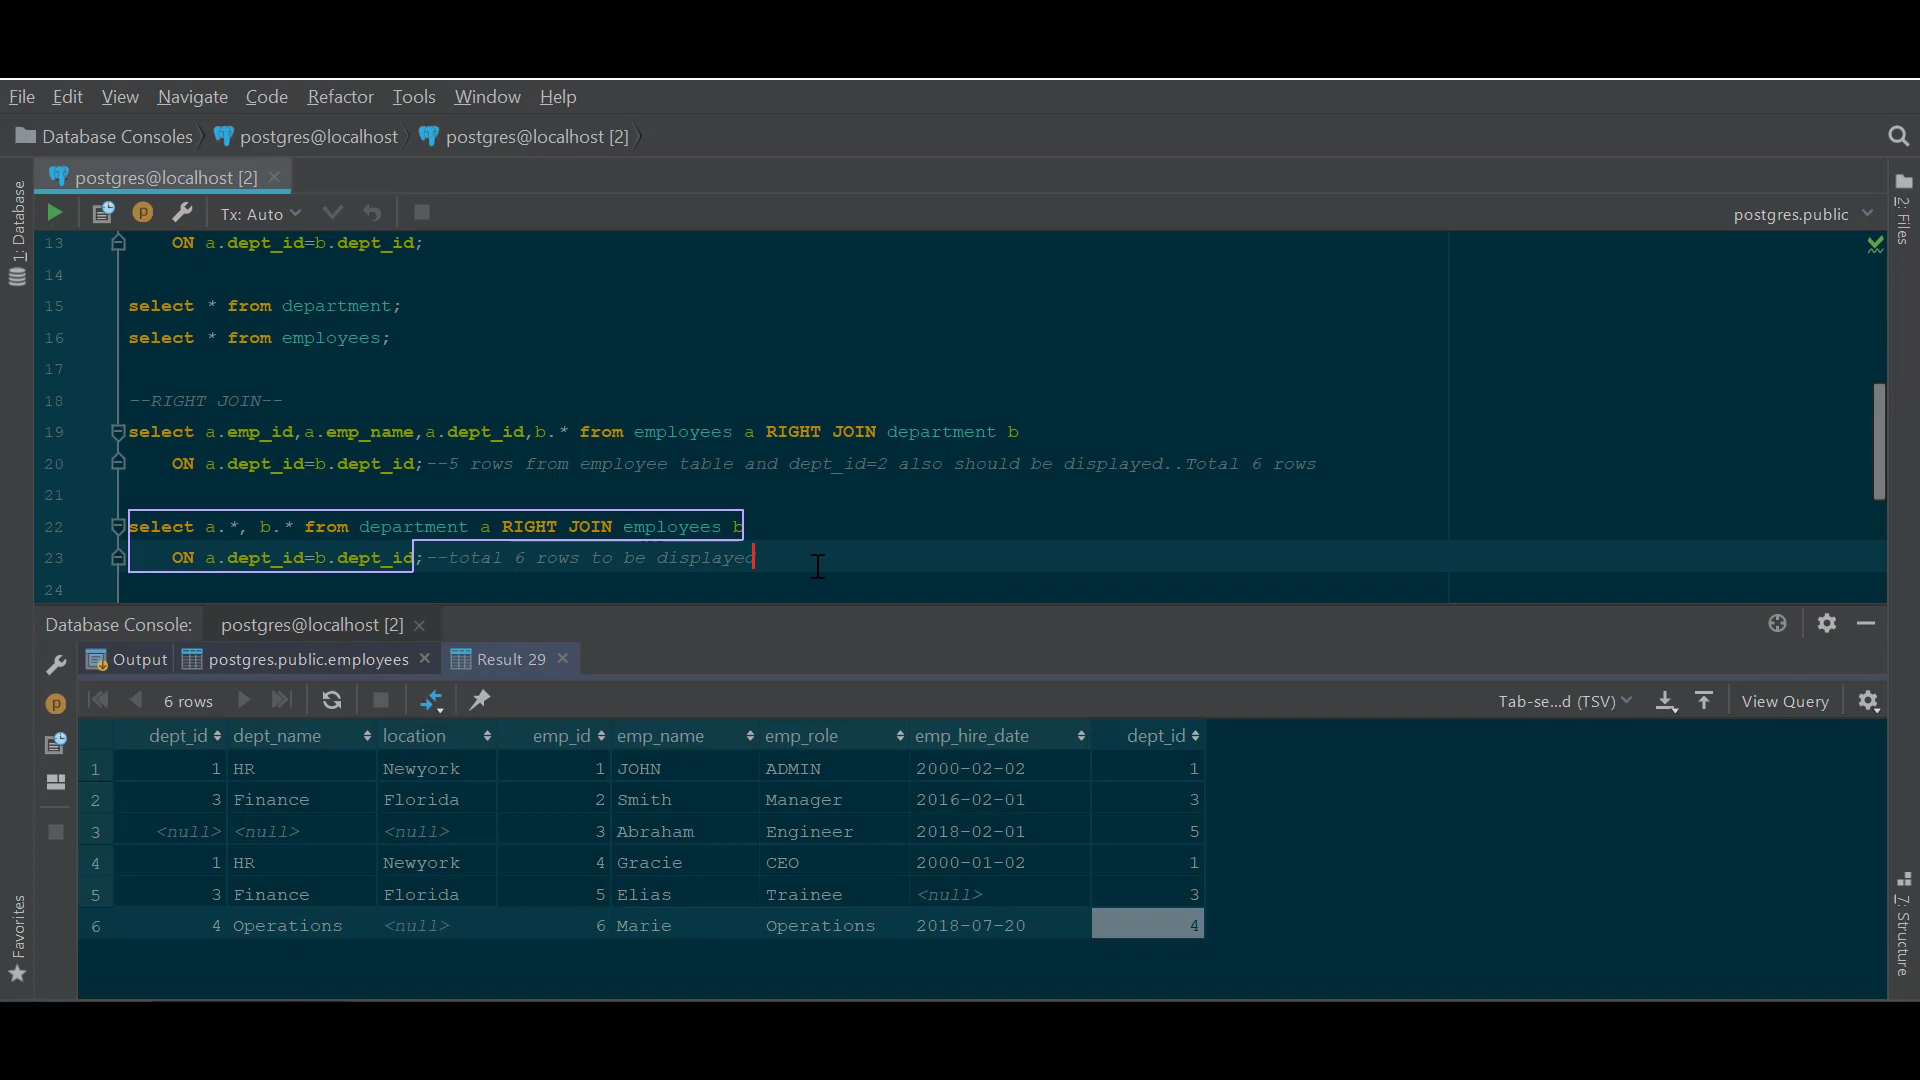 File Edit View Navigate Code Refactor Tools Window Help
Database Consoles postgres@localhost postgres@localhost [2]
postgres@localhost [2]
Tx: Auto postgres.public
1: Database
2: Files
13 ON a.dept_id=b.dept_id;
14
15 select * from department;
16 select * from employees;
17
18 --RIGHT JOIN--
19 select a.emp_id,a.emp_name,a.dept_id,b.* from employees a RIGHT JOIN department b
20 ON a.dept_id=b.dept_id;--5 rows from employee table and dept_id=2 also should be displayed..Total 6 rows
21
22 select a.*, b.* from department a RIGHT JOIN employees b
23 ON a.dept_id=b.dept_id;--total 6 rows to be displayed
24
Database Console: postgres@localhost [2]
Output postgres.public.employees Result 29
6 rows Tab-se...d (TSV) View Query
dept_id dept_name location emp_id emp_name emp_role emp_hire_date dept_id
1 1 HR Newyork 1 JOHN ADMIN 2000-02-02 1
2 3 Finance Florida 2 Smith Manager 2016-02-01 3
3 <null> <null> <null> 3 Abraham Engineer 2018-02-01 5
4 1 HR Newyork 4 Gracie CEO 2000-01-02 1
5 3 Finance Florida 5 Elias Trainee <null> 3
6 4 Operations <null> 6 Marie Operations 2018-07-20 4
Favorites
7: Structure